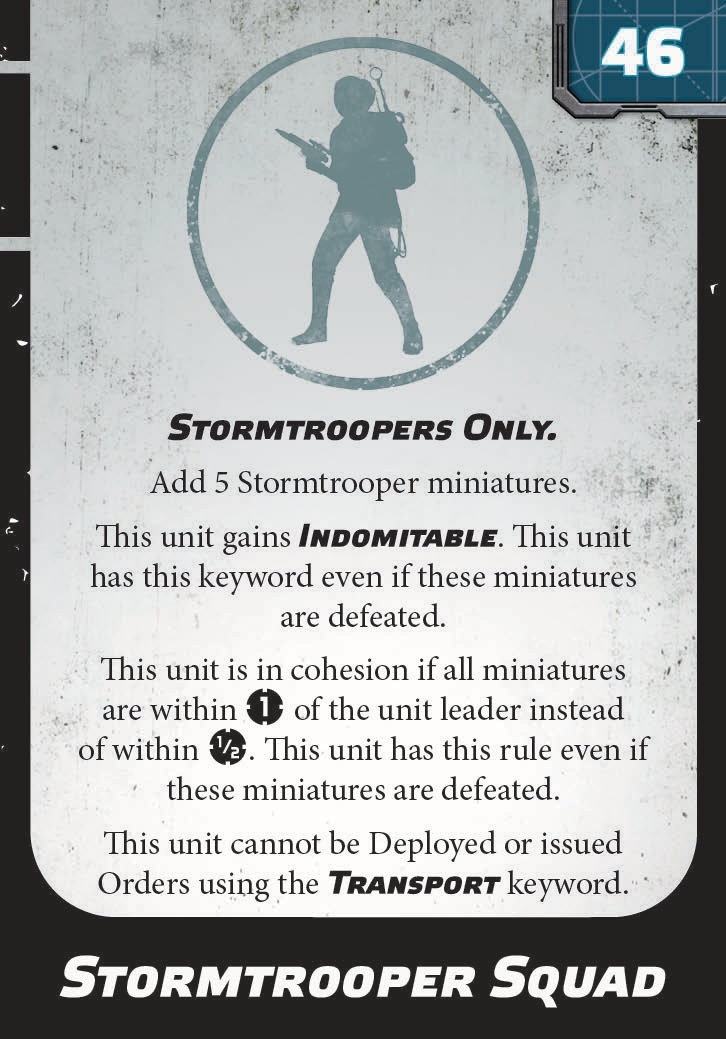 46
STORMTROOPERS ONLY.
Add 5 Stormtrooper miniatures.
This unit gains INDOMITABLE. This unit
has this keyword even if these miniatures
are defeated.
This unit is in cohesion if all miniatures
are within 1 of the unit leader instead
of within 1/2. This unit has this rule even if
these miniatures are defeated.
This unit cannot be Deployed or issued
Orders using the TRANSPORT keyword.
STORMTROOPER SQUAD